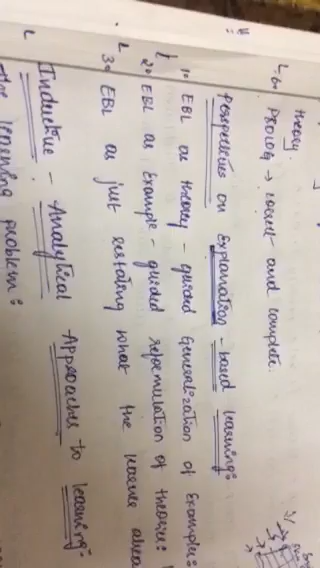 theory.
L, 6. PROLOG → correct and complete.
Perspectives on Explanation - based learning:
1° EBL as theory - guided Generalization of Examples:
2° EBL as Example - guided reformulation of theories:
3° EBL as just restating what the learner alrea
Inductive - Analytical Approaches to learning:
the learning problem: